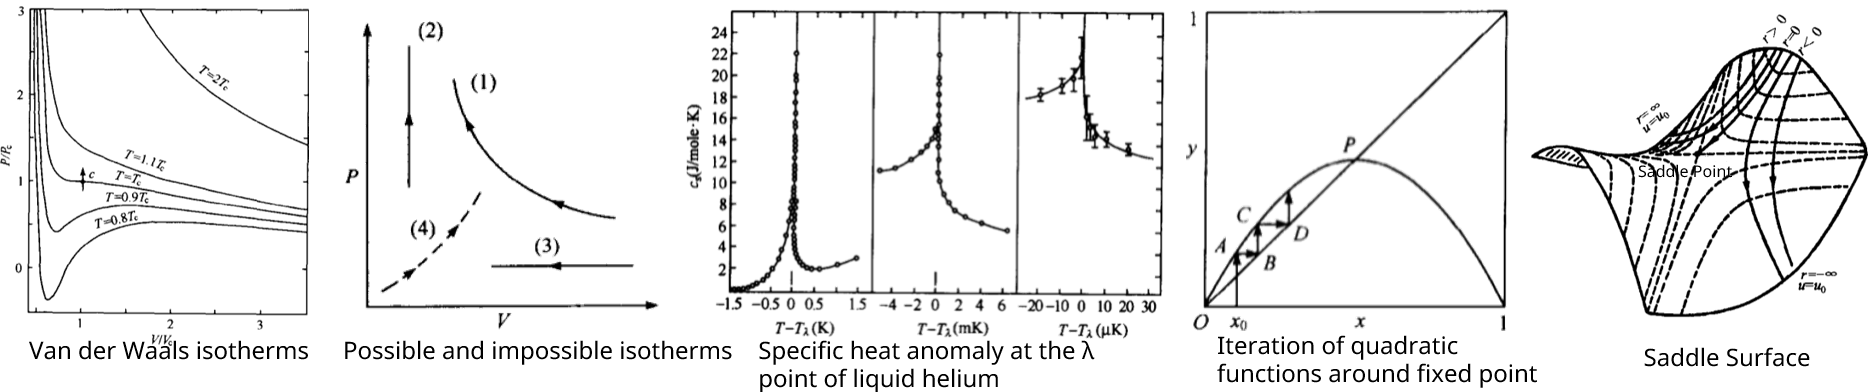 3
2
1
0
P/Pc
T=2Tc
T=1.1Tc
T=Tc
c
T=0.9Tc
T=0.8Tc
1
2
3
V/Vc
Van der Waals isotherms
P
(2)
(1)
(4)
(3)
V
Possible and impossible isotherms
24
22
20
18
16
14
12
10
8
6
4
2
-1.5 -0.5 0 0.5 1.5
-4 -2 0 2 4 6
-20 -10 0 10 20 30
T-Tλ(K)
T-Tλ(mK)
T-Tλ(μK)
(J/mole·K)
Specific heat anomaly at the λ
point of liquid helium
1
y
P
C
A
D
B
O
x0
x
1
Iteration of quadratic
functions around fixed point
r>0
r=0
r<0
r=∞
u=u0
Saddle Point
r=-∞
u=u0
Saddle Surface